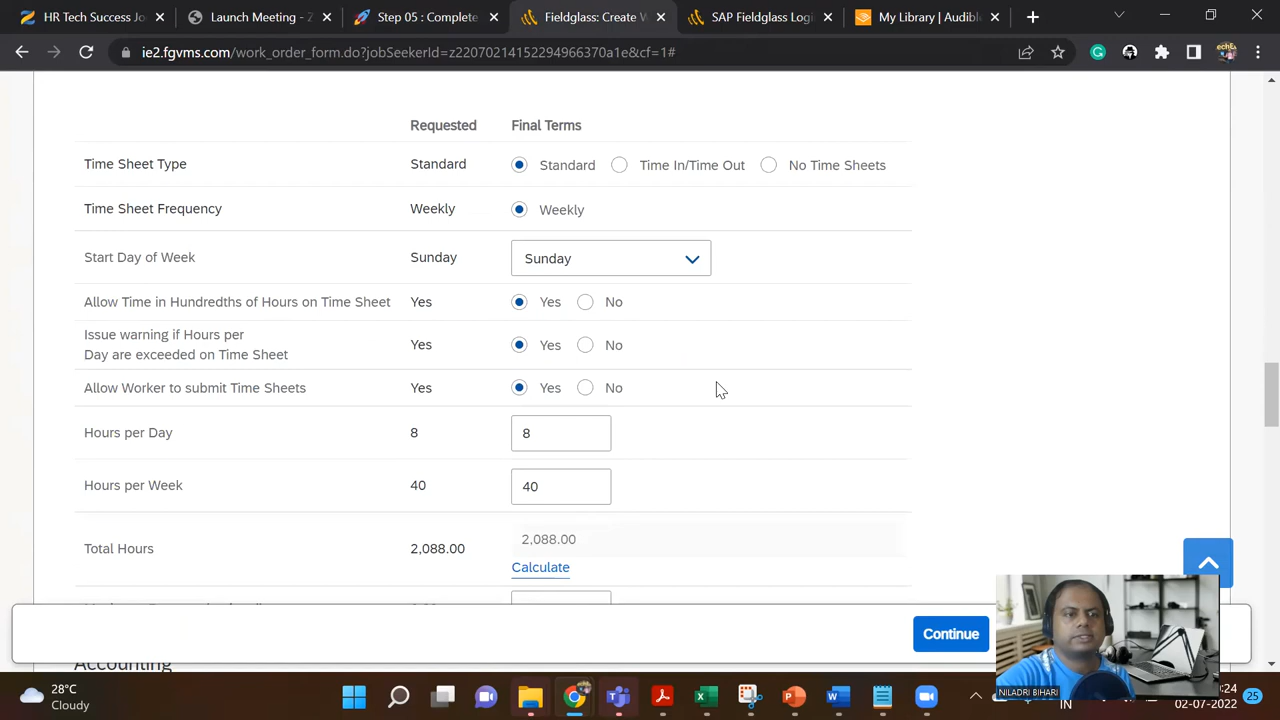 HR Tech Success Jo
Launch Meeting - Z
Step 05 : Complete
Fieldglass: Create W
SAP Fieldglass Logi
My Library | Audibl
ie2.fgvms.com/work_order_form.do?jobSeekerId=z22070214152294966370a1e&cf=1#
Requested Final Terms
Time Sheet Type Standard Standard Time In/Time Out No Time Sheets
Time Sheet Frequency Weekly Weekly
Start Day of Week Sunday Sunday
Allow Time in Hundredths of Hours on Time Sheet Yes Yes No
Issue warning if Hours per
Day are exceeded on Time Sheet Yes Yes No
Allow Worker to submit Time Sheets Yes Yes No
Hours per Day 8 8
Hours per Week 40 40
Total Hours 2,088.00 2,088.00
Calculate
Continue
Accounting
NILADRI BIHARI
28°C
Cloudy
IN
:24
02-07-2022
25